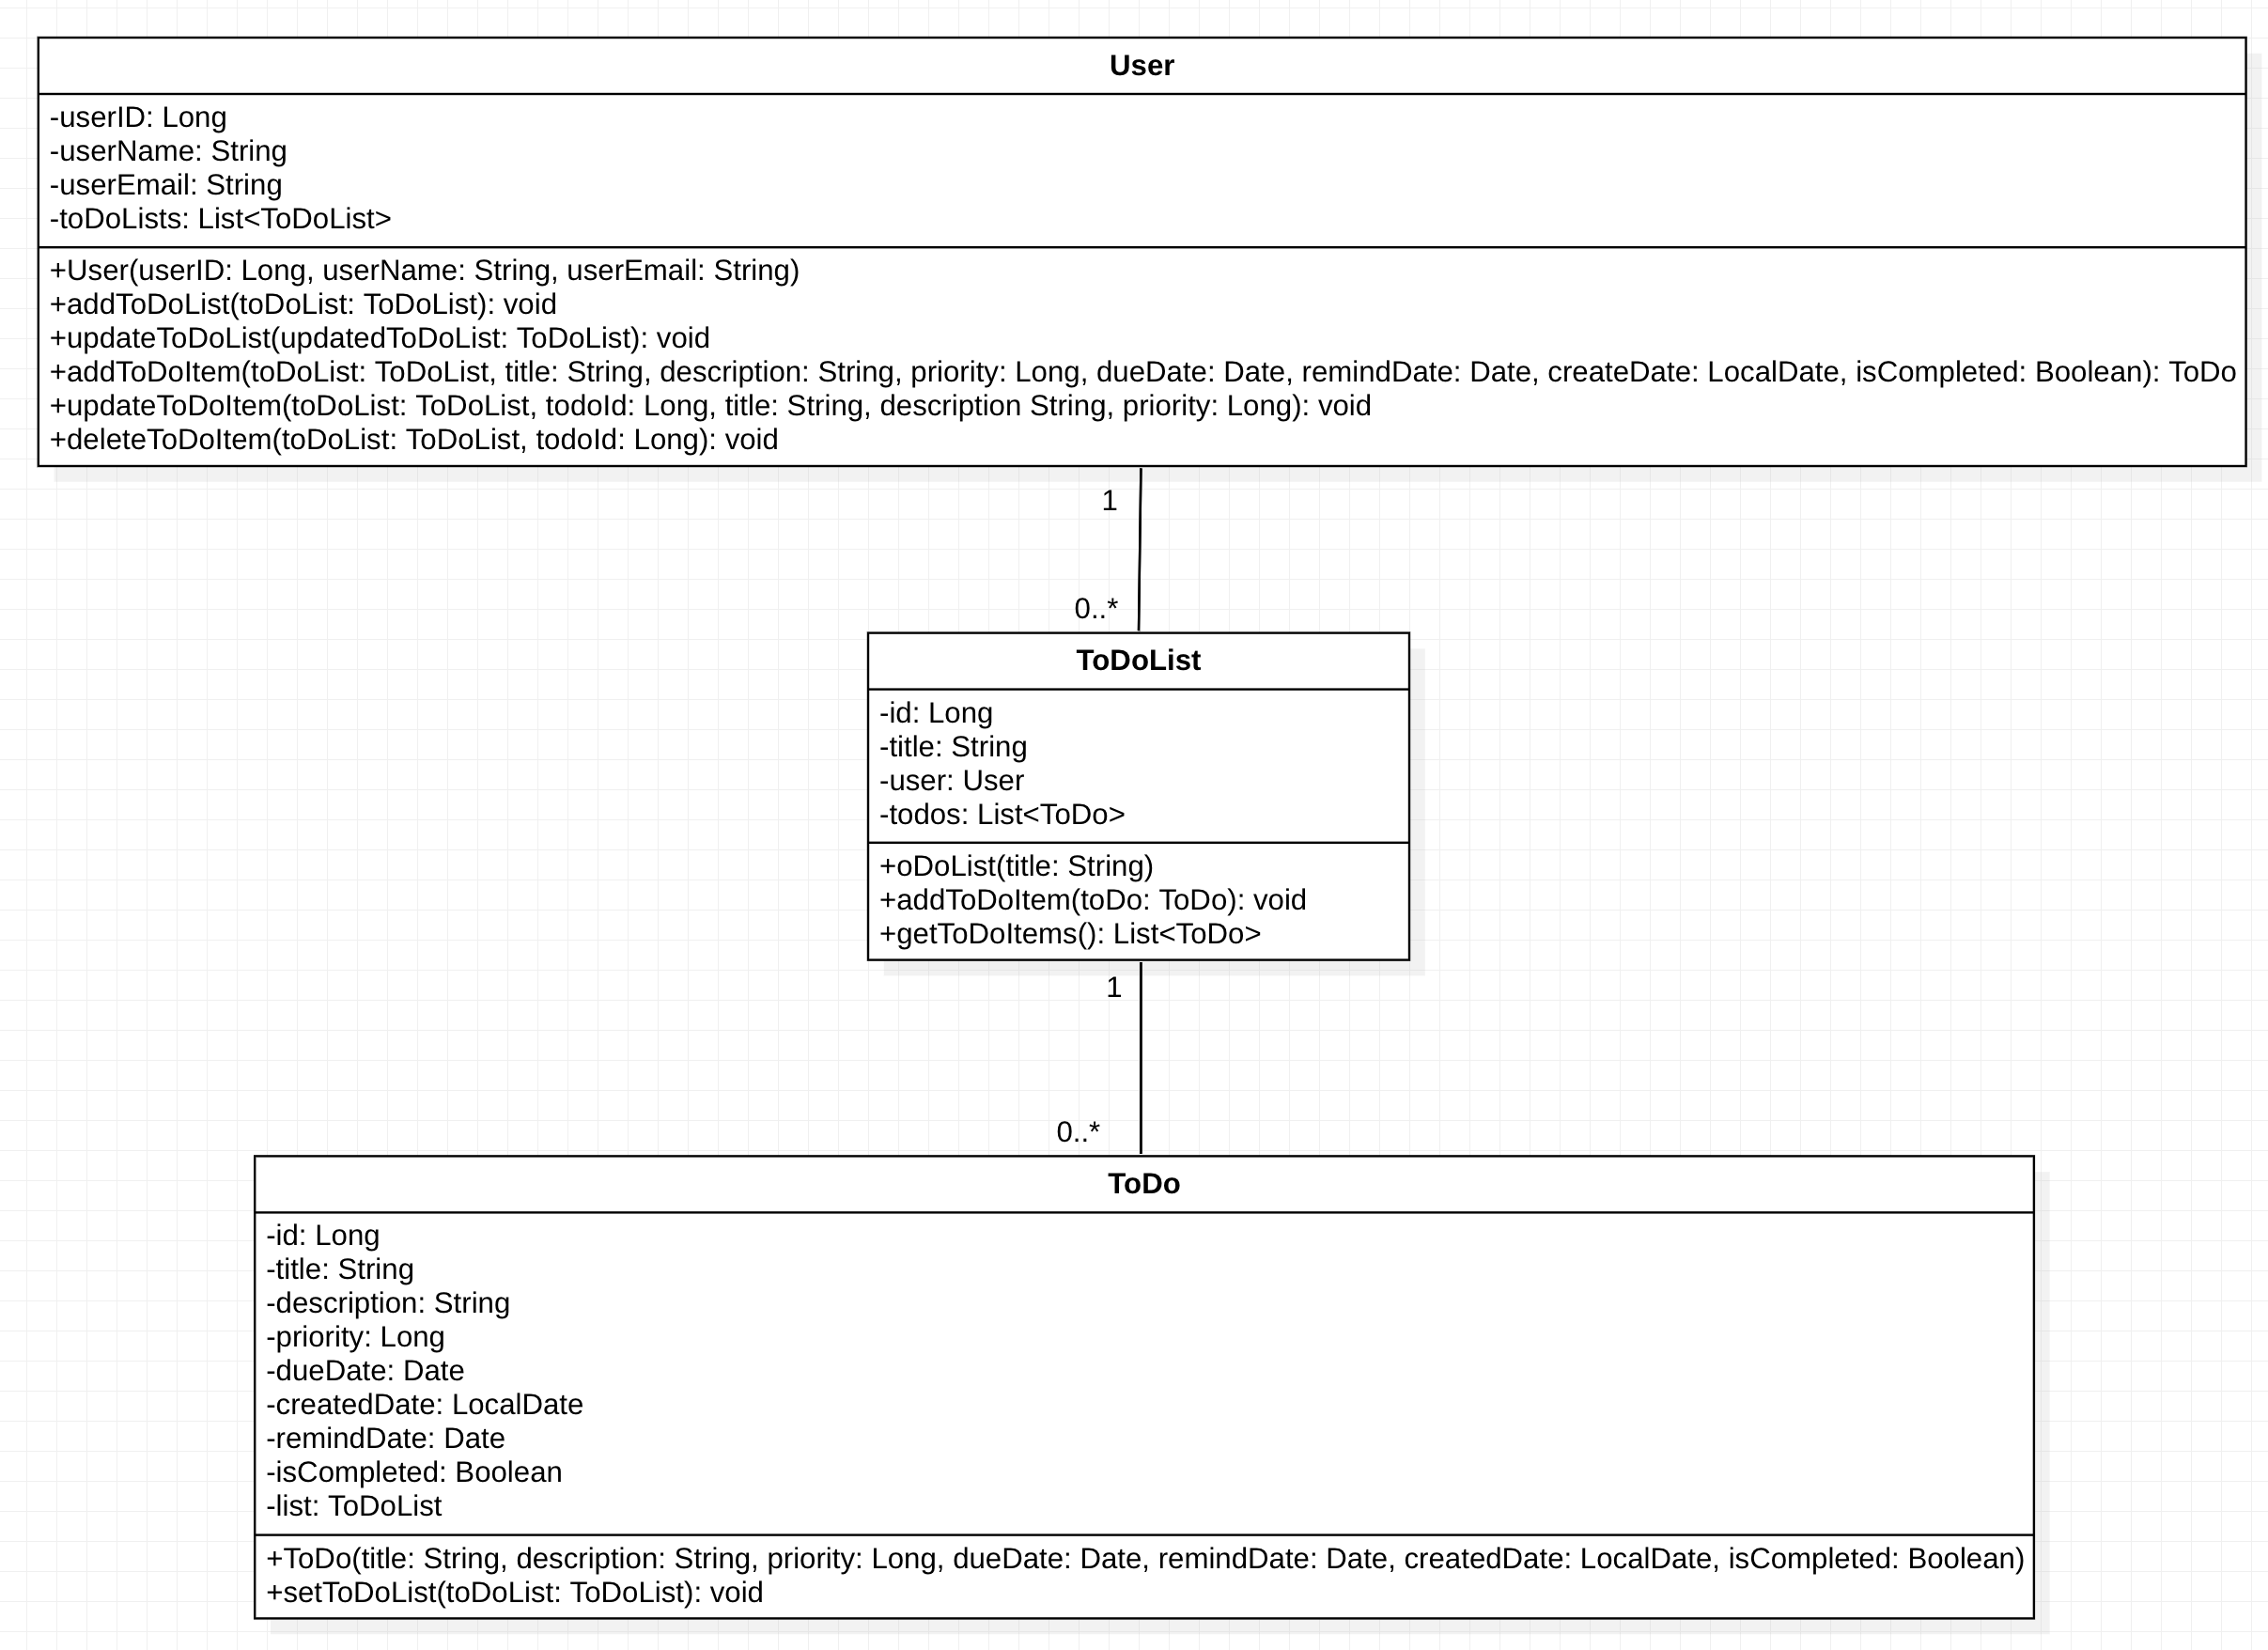 User
-userID: Long
-userName: String
-userEmail: String
-toDoLists: List<ToDoList>
+User(userID: Long, userName: String, userEmail: String)
+addToDoList(toDoList: ToDoList): void
+updateToDoList(updatedToDoList: ToDoList): void
+addToDoItem(toDoList: ToDoList, title: String, description: String, priority: Long, dueDate: Date, remindDate: Date, createDate: LocalDate, isCompleted: Boolean): ToDo
+updateToDoItem(toDoList: ToDoList, todoId: Long, title: String, description String, priority: Long): void
+deleteToDoItem(toDoList: ToDoList, todoId: Long): void
1
0..*
ToDoList
-id: Long
-title: String
-user: User
-todos: List<ToDo>
+oDoList(title: String)
+addToDoItem(toDo: ToDo): void
+getToDoItems(): List<ToDo>
1
0..*
ToDo
-id: Long
-title: String
-description: String
-priority: Long
-dueDate: Date
-createdDate: LocalDate
-remindDate: Date
-isCompleted: Boolean
-list: ToDoList
+ToDo(title: String, description: String, priority: Long, dueDate: Date, remindDate: Date, createdDate: LocalDate, isCompleted: Boolean)
+setToDoList(toDoList: ToDoList): void